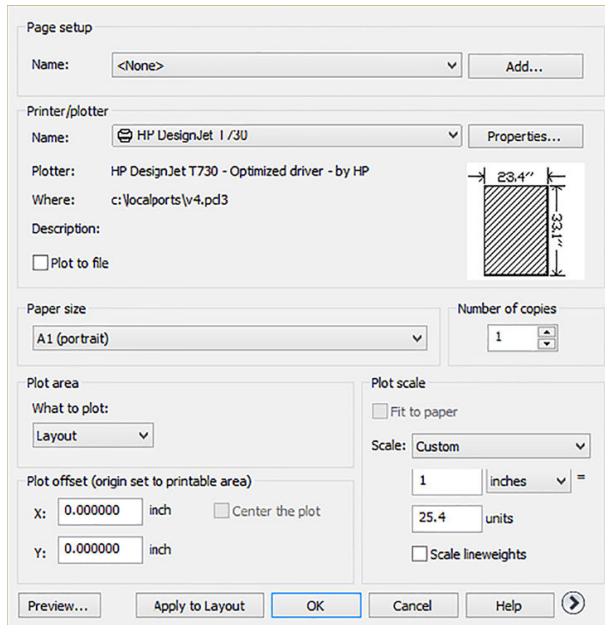 Page setup
Name: <None> Add...
Printer/plotter
Name: HP DesignJet T730 Properties...
Plotter: HP DesignJet T730 - Optimized driver - by HP
Where: c:\localports\v4.pd3
Description:
Plot to file
23.4''
33.1''
Paper size
A1 (portrait)
Number of copies
1
Plot area
What to plot:
Layout
Plot offset (origin set to printable area)
X: 0.000000 inch Center the plot
Y: 0.000000 inch
Plot scale
Fit to paper
Scale: Custom
1 inches =
25.4 units
Scale lineweights
Preview... Apply to Layout OK Cancel Help